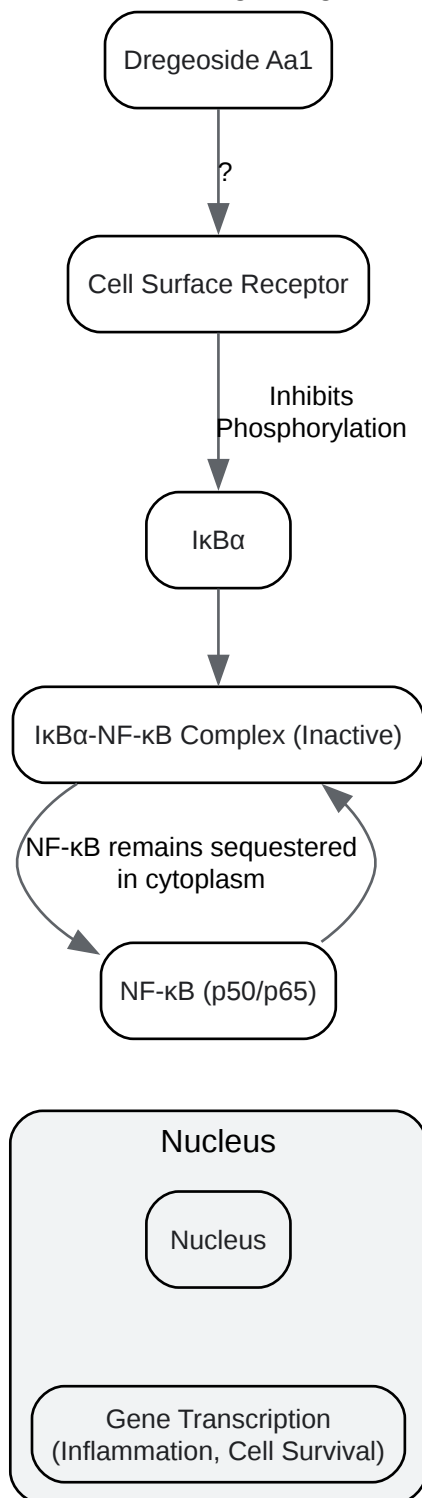 Dregeoside Aa1
?
Cell Surface Receptor
Inhibits
Phosphorylation
IκBα
IκBα-NF-κB Complex (Inactive)
NF-κB remains sequestered
in cytoplasm
NF-κB (p50/p65)
Nucleus
Nucleus
Gene Transcription
(Inflammation, Cell Survival)